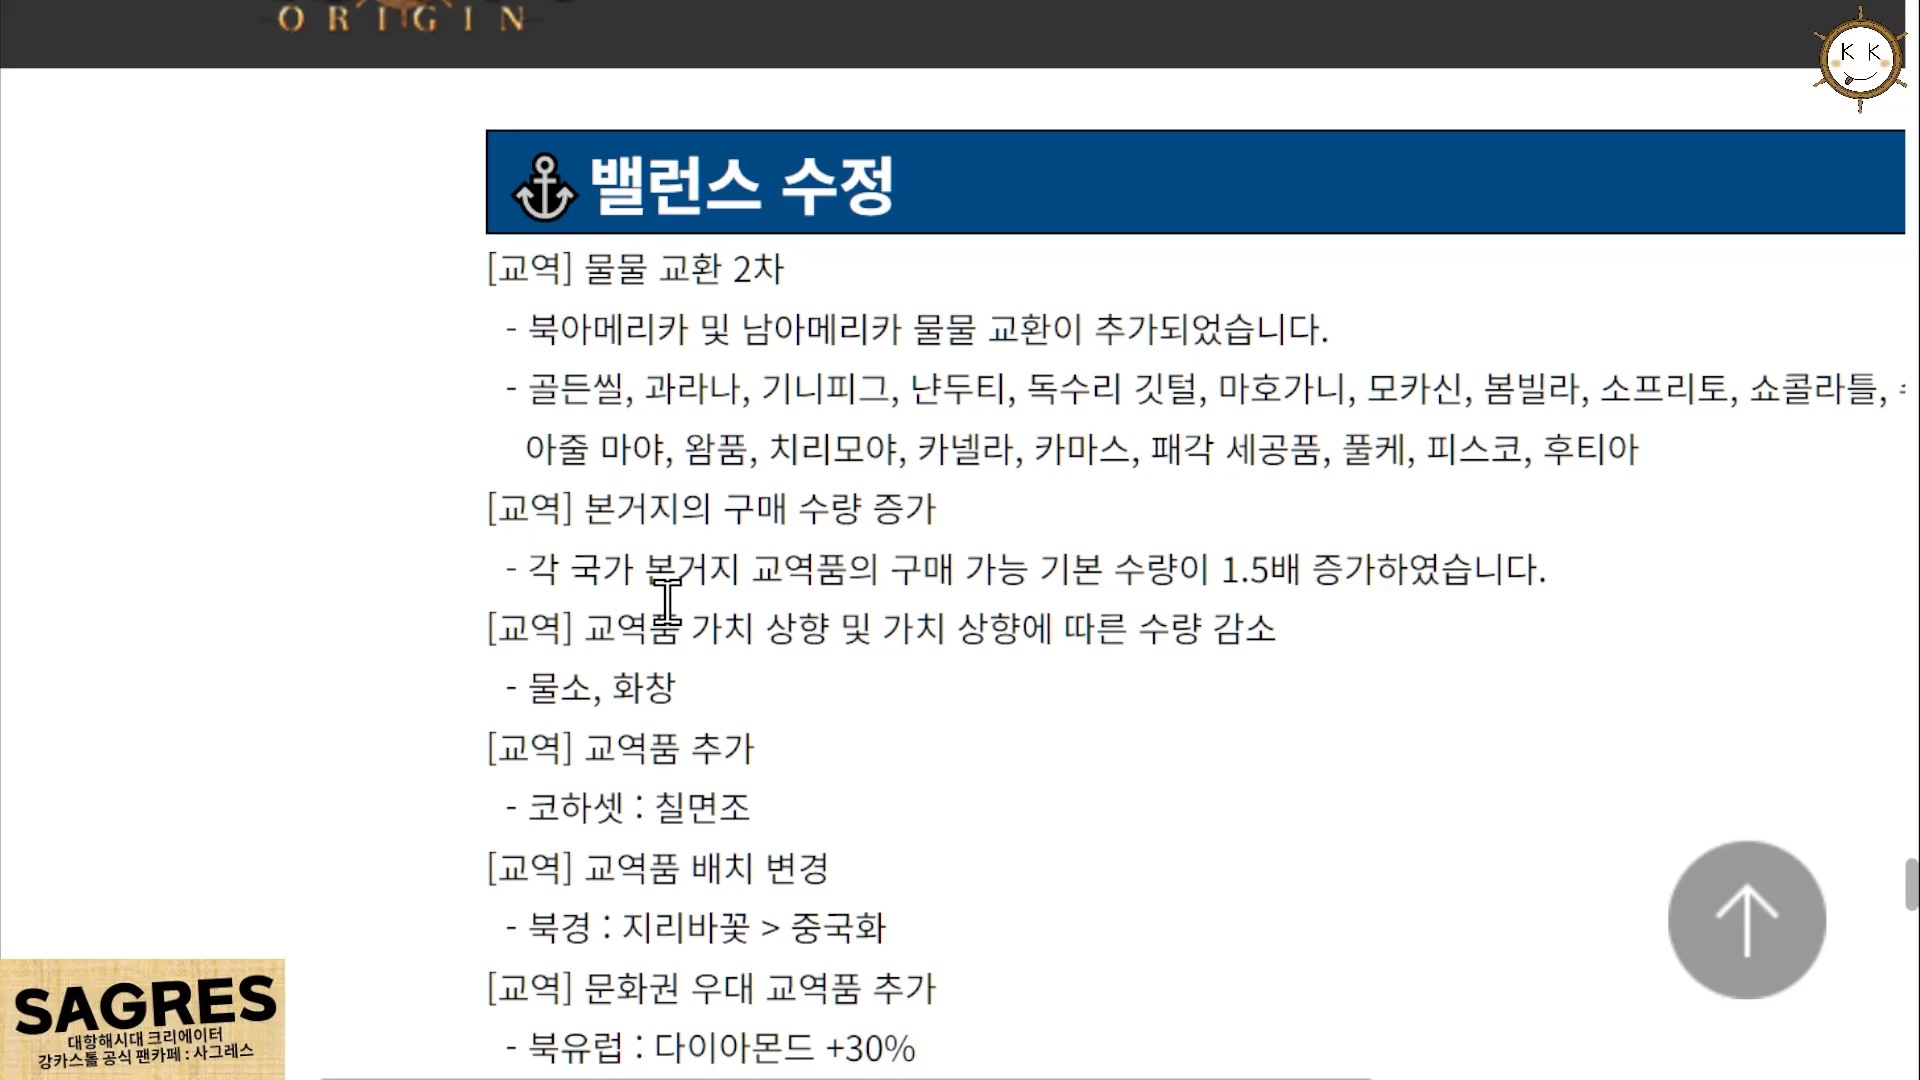 ORIGIN
K K
밸런스 수정
[교역] 물물 교환 2차
- 북아메리카 및 남아메리카 물물 교환이 추가되었습니다.
- 골든씰, 과라나, 기니피그, 냔두티, 독수리 깃털, 마호가니, 모카신, 봄빌라, 소프리토, 쇼콜라틀,
아줄 마야, 왐품, 치리모야, 카넬라, 카마스, 패각 세공품, 풀케, 피스코, 후티아
[교역] 본거지의 구매 수량 증가
- 각 국가 본거지 교역품의 구매 가능 기본 수량이 1.5배 증가하였습니다.
[교역] 교역품 가치 상향 및 가치 상향에 따른 수량 감소
- 물소, 화창
[교역] 교역품 추가
- 코하셋 : 칠면조
[교역] 교역품 배치 변경
- 북경 : 지리바꽃 > 중국화
[교역] 문화권 우대 교역품 추가
- 북유럽 : 다이아몬드 +30%
SAGRES
대항해시대 크리에이터
강카스톨 공식 팬카페 : 사그레스